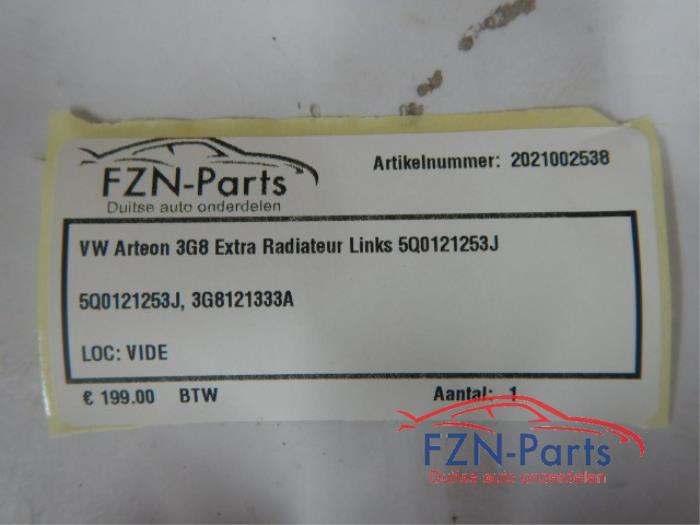 FZN-Parts
Duitse auto onderdelen
Artikelnummer: 2021002538
VW Arteon 3G8 Extra Radiateur Links 5Q0121253J
5Q0121253J, 3G8121333A
LOC: VIDE
€ 199.00 BTW
Aantal: 1
FZN-Parts
Duitse auto onderdelen